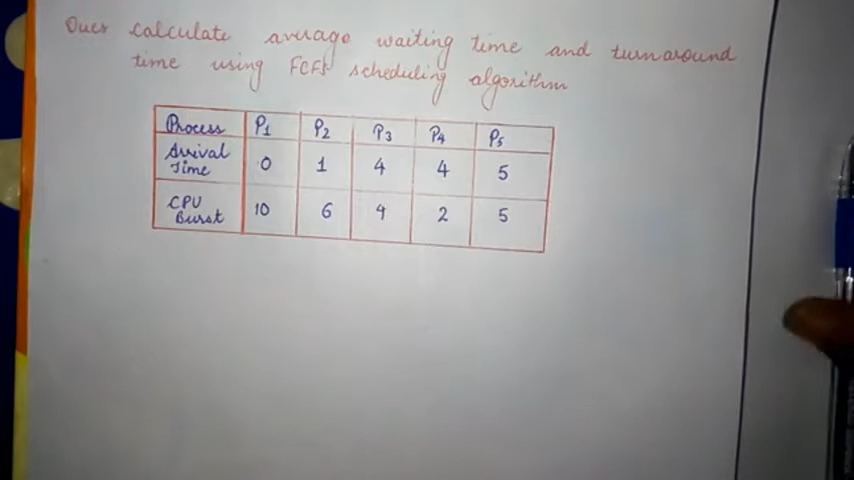 Ques calculate average waiting time and turnaround
time using FCFS scheduling algorithm
Process P1 P2 P3 P4 P5
Arrival Time 0 1 4 4 5
CPU Burst 10 6 4 2 5